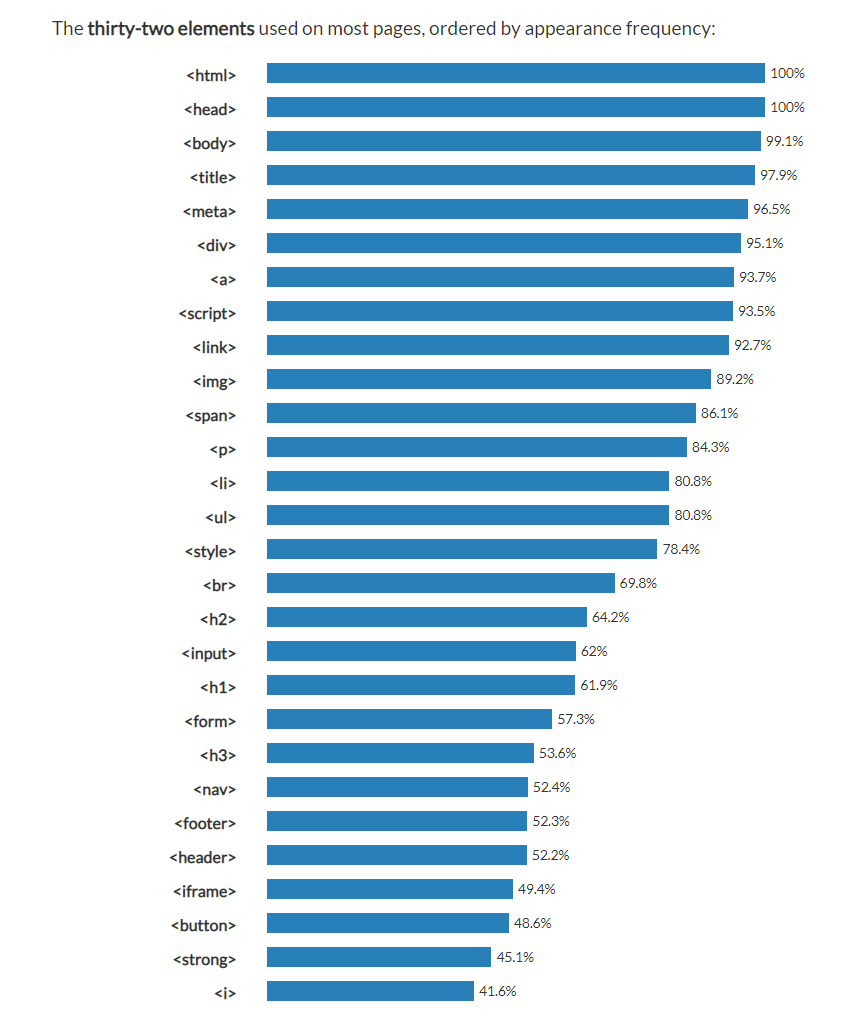 The thirty-two elements used on most pages, ordered by appearance frequency:
<html> 100%
<head> 100%
<body> 99.1%
<title> 97.9%
<meta> 96.5%
<div> 95.1%
<a> 93.7%
<script> 93.5%
<link> 92.7%
<img> 89.2%
<span> 86.1%
<p> 84.3%
<li> 80.8%
<ul> 80.8%
<style> 78.4%
<br> 69.8%
<h2> 64.2%
<input> 62%
<h1> 61.9%
<form> 57.3%
<h3> 53.6%
<nav> 52.4%
<footer> 52.3%
<header> 52.2%
<iframe> 49.4%
<button> 48.6%
<strong> 45.1%
<i> 41.6%